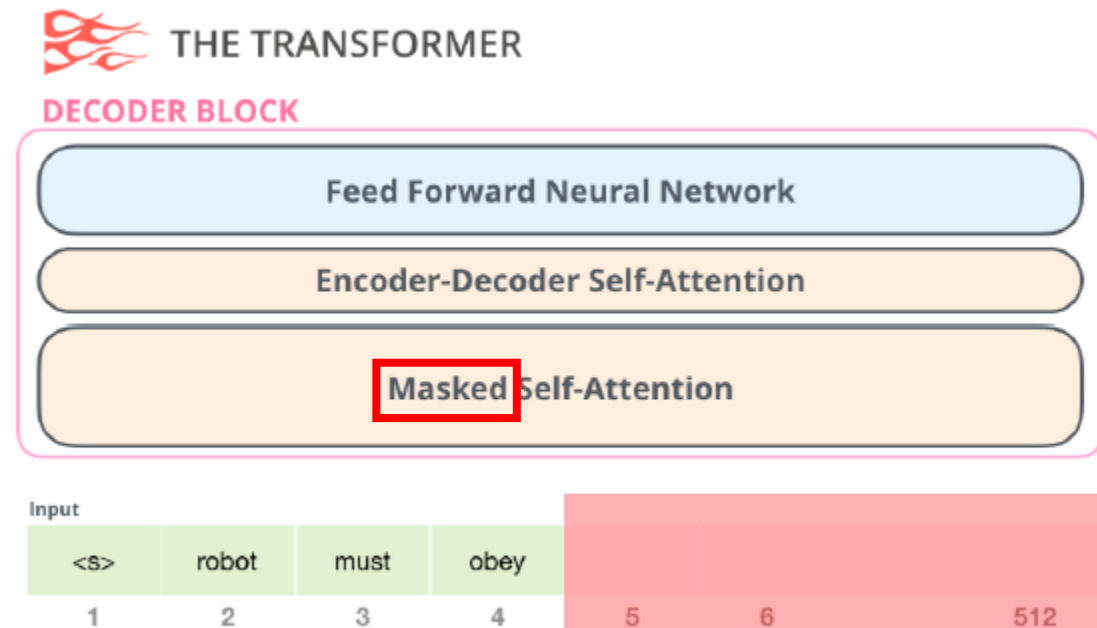 THE TRANSFORMER
DECODER BLOCK
Feed Forward Neural Network
Encoder-Decoder Self-Attention
Masked Self-Attention
Input
<s> robot must obey
1 2 3 4 5 6 512